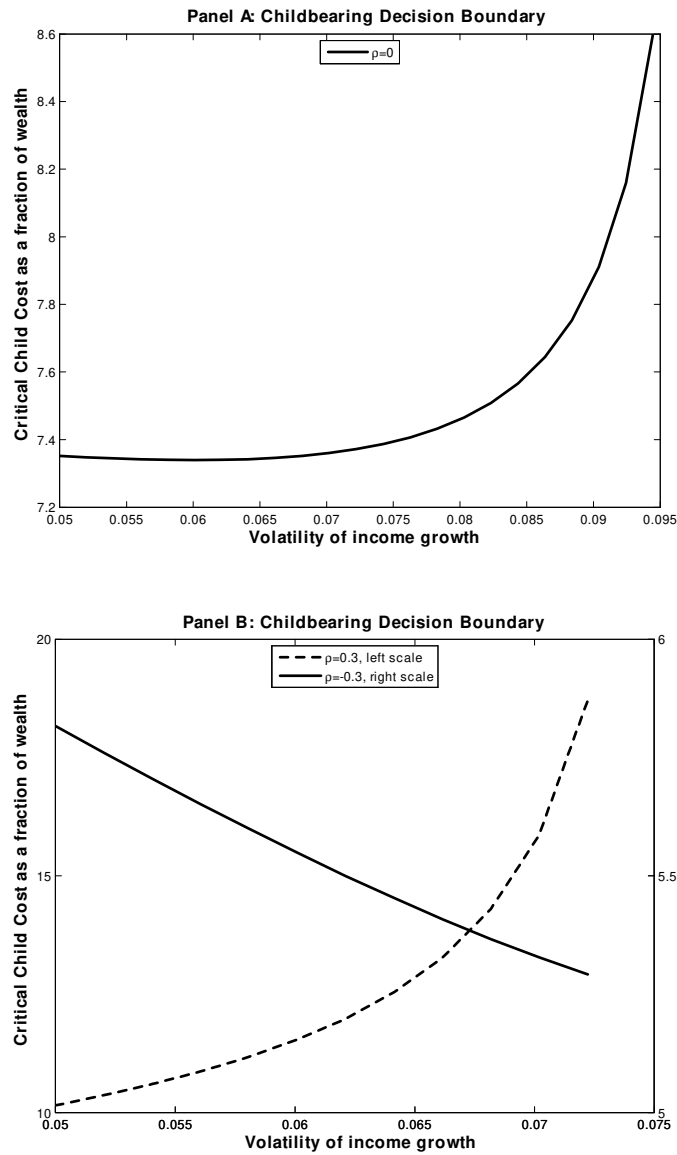 Panel A: Childbearing Decision Boundary
8.6
ρ=0
8.4
8.2
8
7.8
7.6
7.4
7.2
Critical Child Cost as a fraction of wealth
0.05 0.055 0.06 0.065 0.07 0.075 0.08 0.085 0.09 0.095
Volatility of income growth
Panel B: Childbearing Decision Boundary
20 6
ρ=0.3, left scale
ρ=-0.3, right scale
15 5.5
10 5
Critical Child Cost as a fraction of wealth
0.05 0.055 0.06 0.065 0.07 0.075
Volatility of income growth